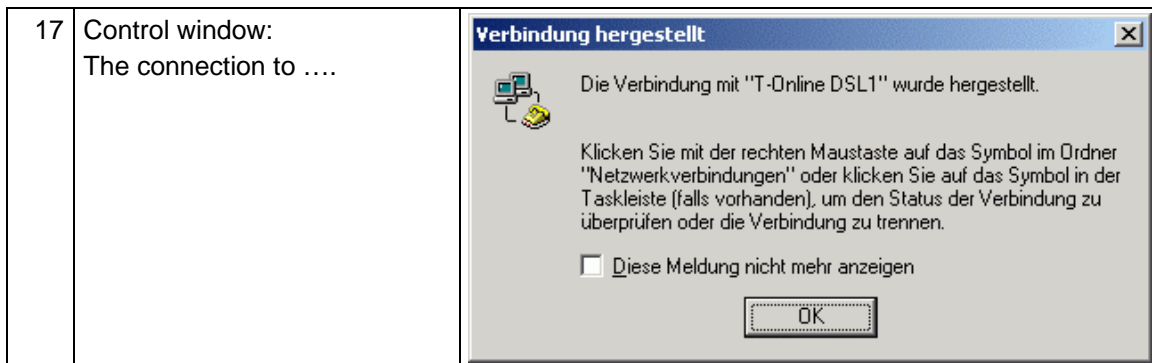 17
Control window:
The connection to ….
Verbindung hergestellt
Die Verbindung mit "T-Online DSL1" wurde hergestellt.
Klicken Sie mit der rechten Maustaste auf das Symbol im Ordner
"Netzwerkverbindungen" oder klicken Sie auf das Symbol in der
Taskleiste (falls vorhanden), um den Status der Verbindung zu
überprüfen oder die Verbindung zu trennen.
Diese Meldung nicht mehr anzeigen
OK